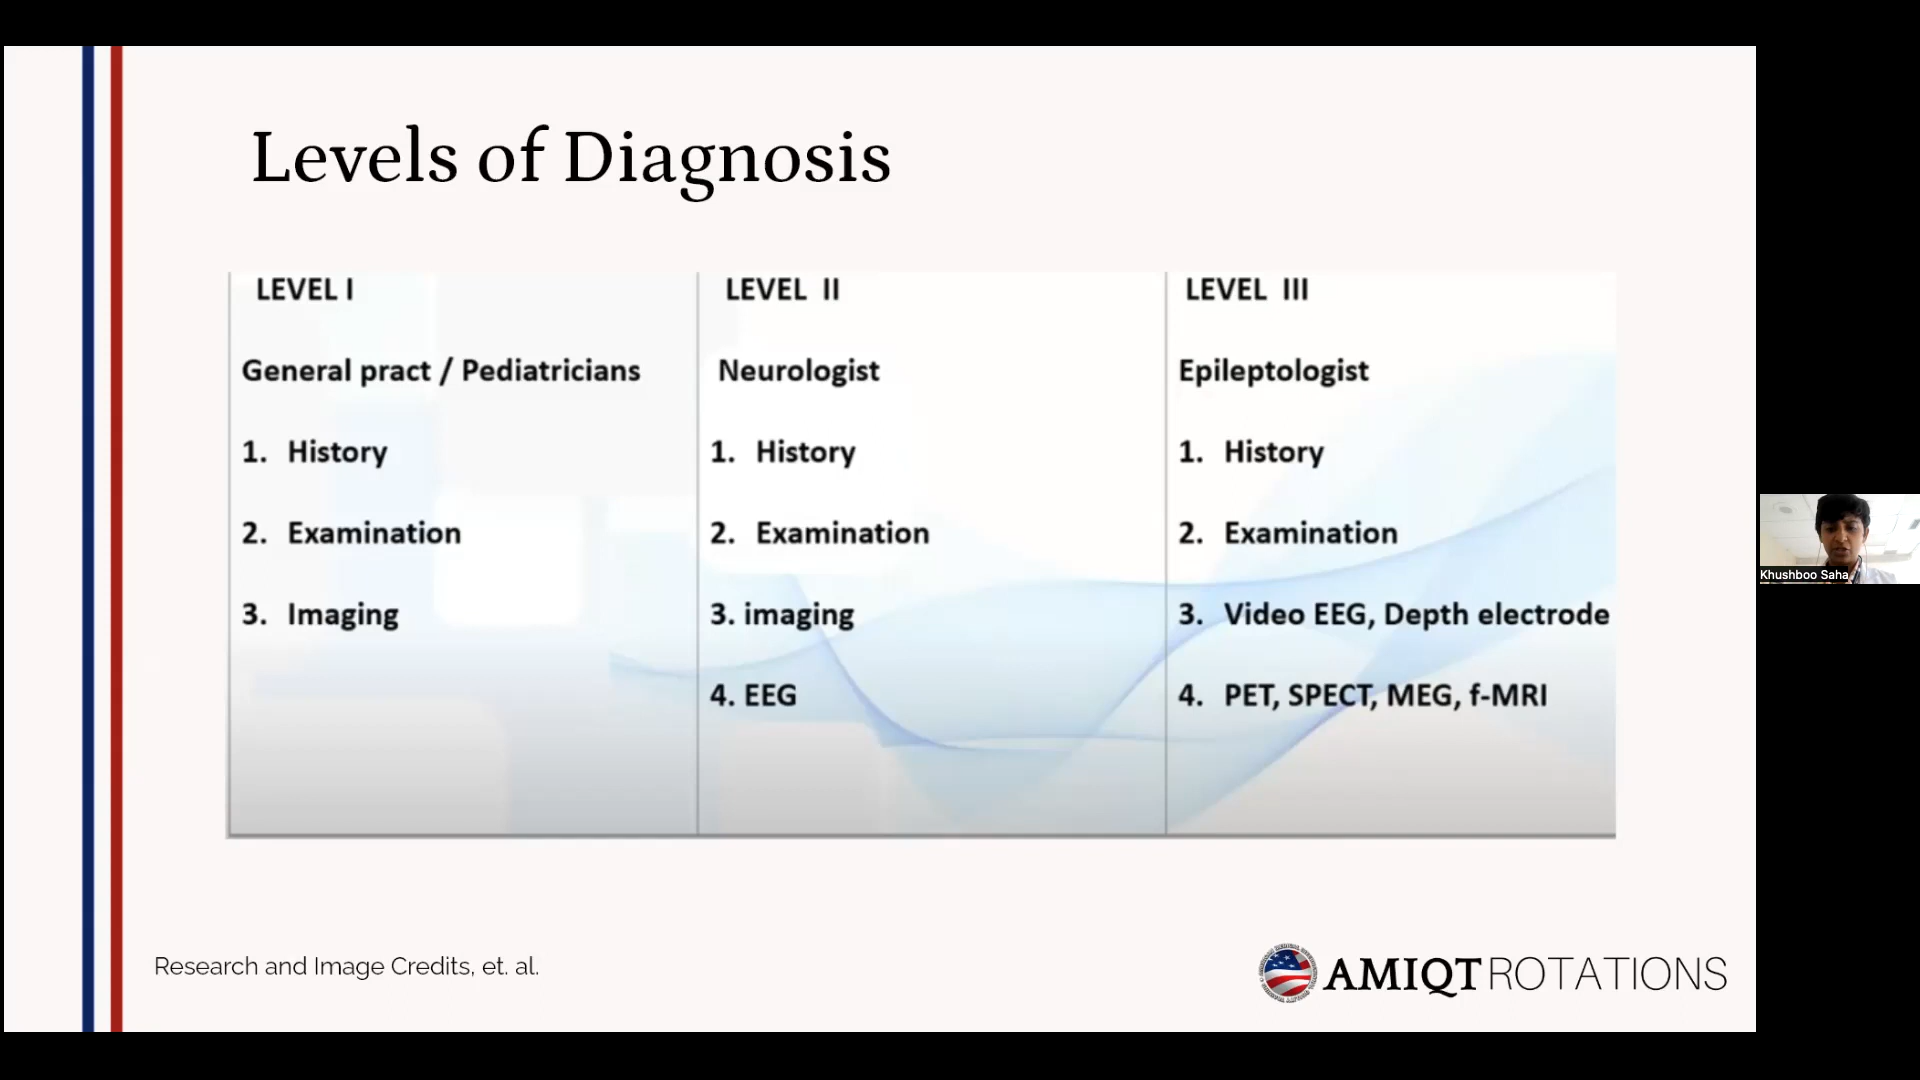 Levels of Diagnosis
LEVEL I
General pract / Pediatricians
1. History
2. Examination
3. Imaging
LEVEL II
Neurologist
1. History
2. Examination
3. imaging
4. EEG
LEVEL III
Epileptologist
1. History
2. Examination
3. Video EEG, Depth electrode
4. PET, SPECT, MEG, f-MRI
Research and Image Credits, et. al.
AMIQT ROTATIONS
Khushboo Saha